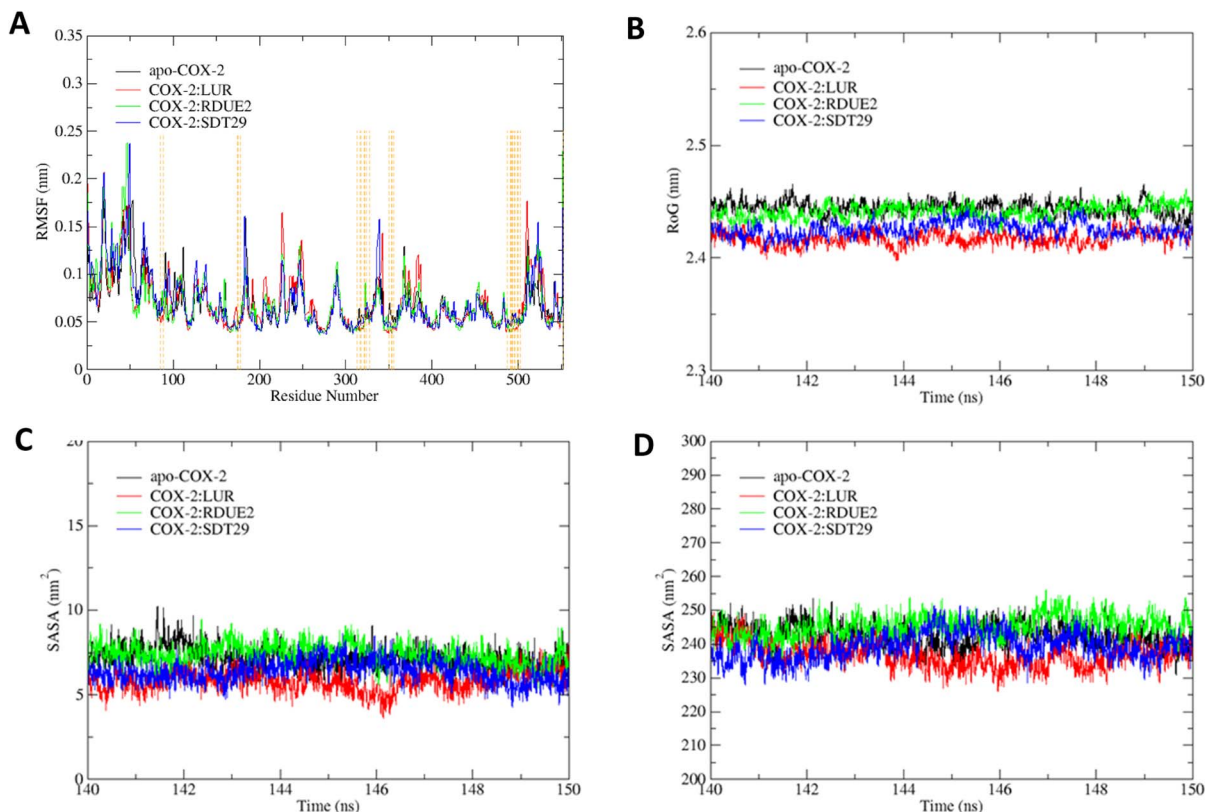 A
0.35
0.3
0.25
0.2
0.15
0.1
0.05
0
RMSF (nm)
apo-COX-2
COX-2:LUR
COX-2:RDUE2
COX-2:SDT29
0 100 200 300 400 500
Residue Number
B
2.6
2.5
2.4
2.3
RoG (nm)
apo-COX-2
COX-2:LUR
COX-2:RDUE2
COX-2:SDT29
140 142 144 146 148 150
Time (ns)
C
20
15
10
5
0
SASA (nm²)
apo-COX-2
COX-2:LUR
COX-2:RDUE2
COX-2:SDT29
140 142 144 146 148 150
Time (ns)
D
300
290
280
270
260
250
240
230
220
210
200
SASA (nm²)
apo-COX-2
COX-2:LUR
COX-2:RDUE2
COX-2:SDT29
140 142 144 146 148 150
Time (ns)